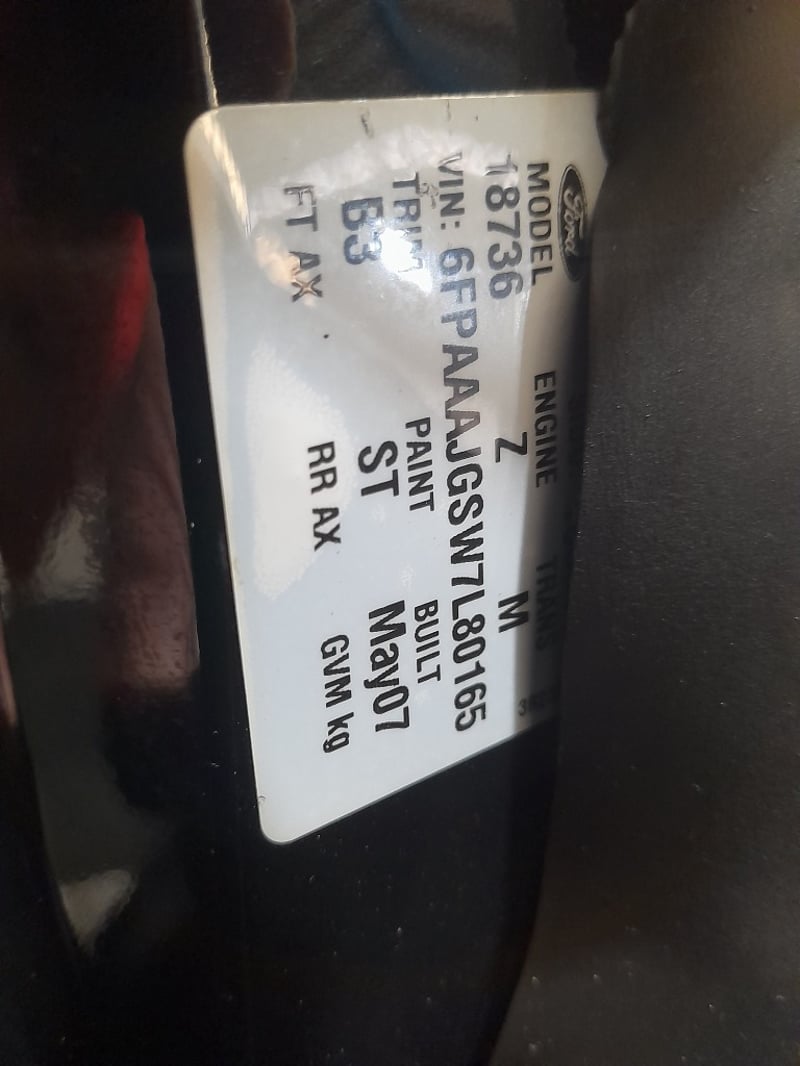 Ford
MODEL ENGINE TRANS
18736 Z M
VIN: 6FPAAAJGSW7L80165
TRIM PAINT BUILT
B3 ST May07
FT AX RR AX GVM kg